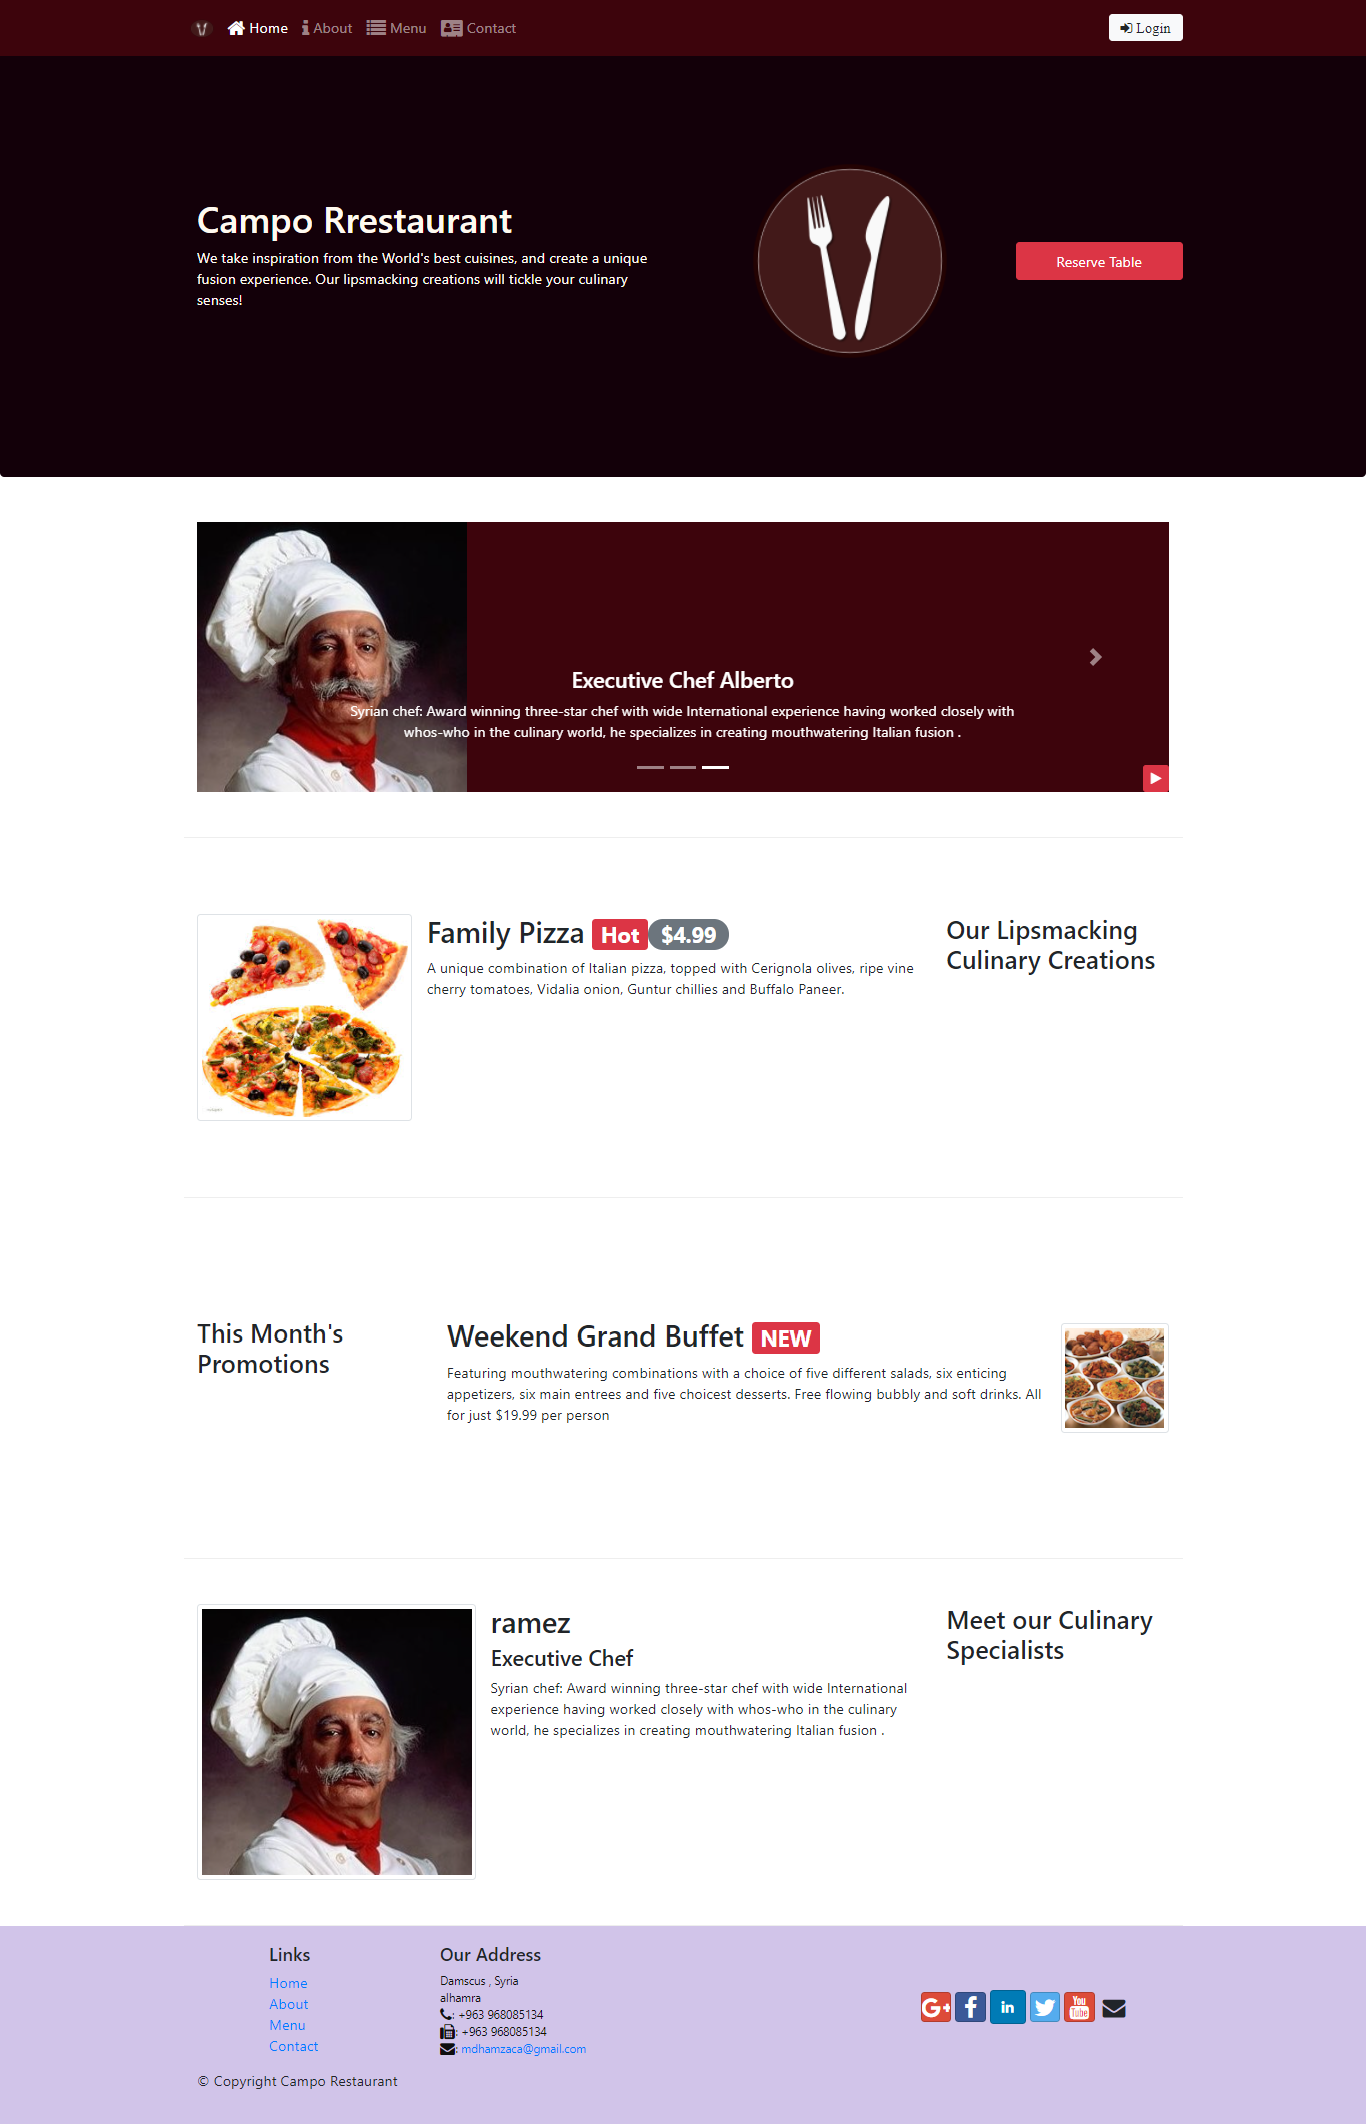 Home About Menu Contact Login
Campo Rrestaurant
We take inspiration from the World's best cuisines, and create a unique
fusion experience. Our lipsmacking creations will tickle your culinary
senses!
Reserve Table
Executive Chef Alberto
Syrian chef: Award winning three-star chef with wide International experience having worked closely with
whos-who in the culinary world, he specializes in creating mouthwatering Italian fusion .
Family Pizza Hot $4.99
A unique combination of Italian pizza, topped with Cerignola olives, ripe vine
cherry tomatoes, Vidalia onion, Guntur chillies and Buffalo Paneer.
Our Lipsmacking
Culinary Creations
This Month's
Promotions
Weekend Grand Buffet NEW
Featuring mouthwatering combinations with a choice of five different salads, six enticing
appetizers, six main entrees and five choicest desserts. Free flowing bubbly and soft drinks. All
for just $19.99 per person
ramez
Executive Chef
Syrian chef: Award winning three-star chef with wide International
experience having worked closely with whos-who in the culinary
world, he specializes in creating mouthwatering Italian fusion .
Meet our Culinary
Specialists
Links
Home
About
Menu
Contact
Our Address
Damscus , Syria
alhamra
: +963 968085134
: +963 968085134
: mdhamzaca@gmail.com
G+ f in You Tube
© Copyright Campo Restaurant